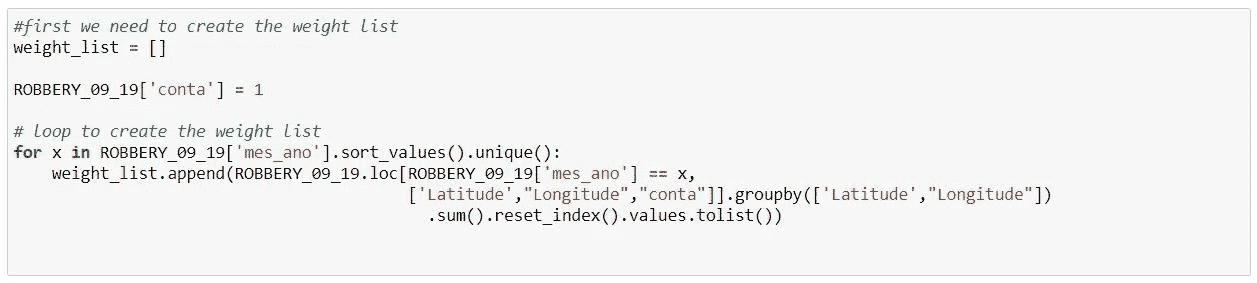 #first we need to create the weight list
weight_list = []
ROBBERY_09_19['conta'] = 1
# loop to create the weight list
for x in ROBBERY_09_19['mes_ano'].sort_values().unique():
    weight_list.append(ROBBERY_09_19.loc[ROBBERY_09_19['mes_ano'] == x,
                                        ['Latitude',"Longitude","conta"]].groupby(['Latitude',"Longitude"])
                                          .sum().reset_index().values.tolist())